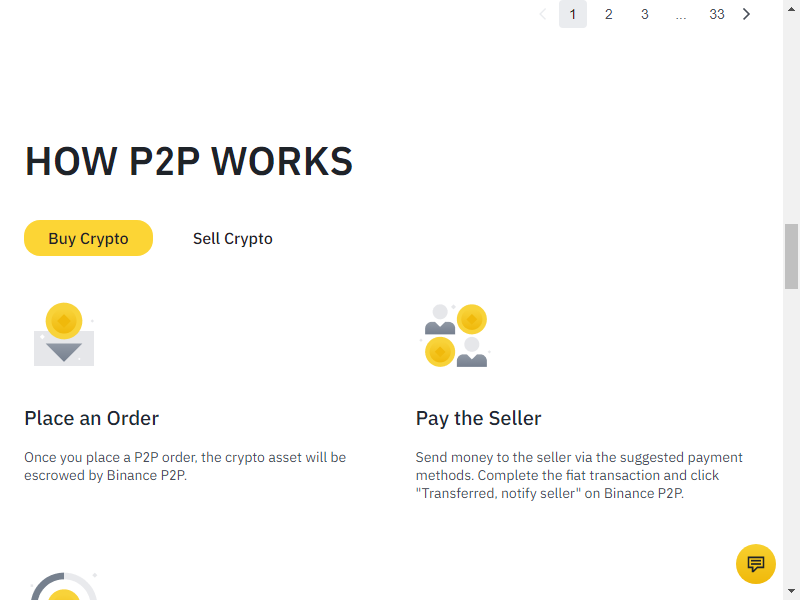 1 2 3 ... 33
HOW P2P WORKS
Buy Crypto Sell Crypto
Place an Order
Once you place a P2P order, the crypto asset will be
escrowed by Binance P2P.
Pay the Seller
Send money to the seller via the suggested payment
methods. Complete the fiat transaction and click
"Transferred, notify seller" on Binance P2P.